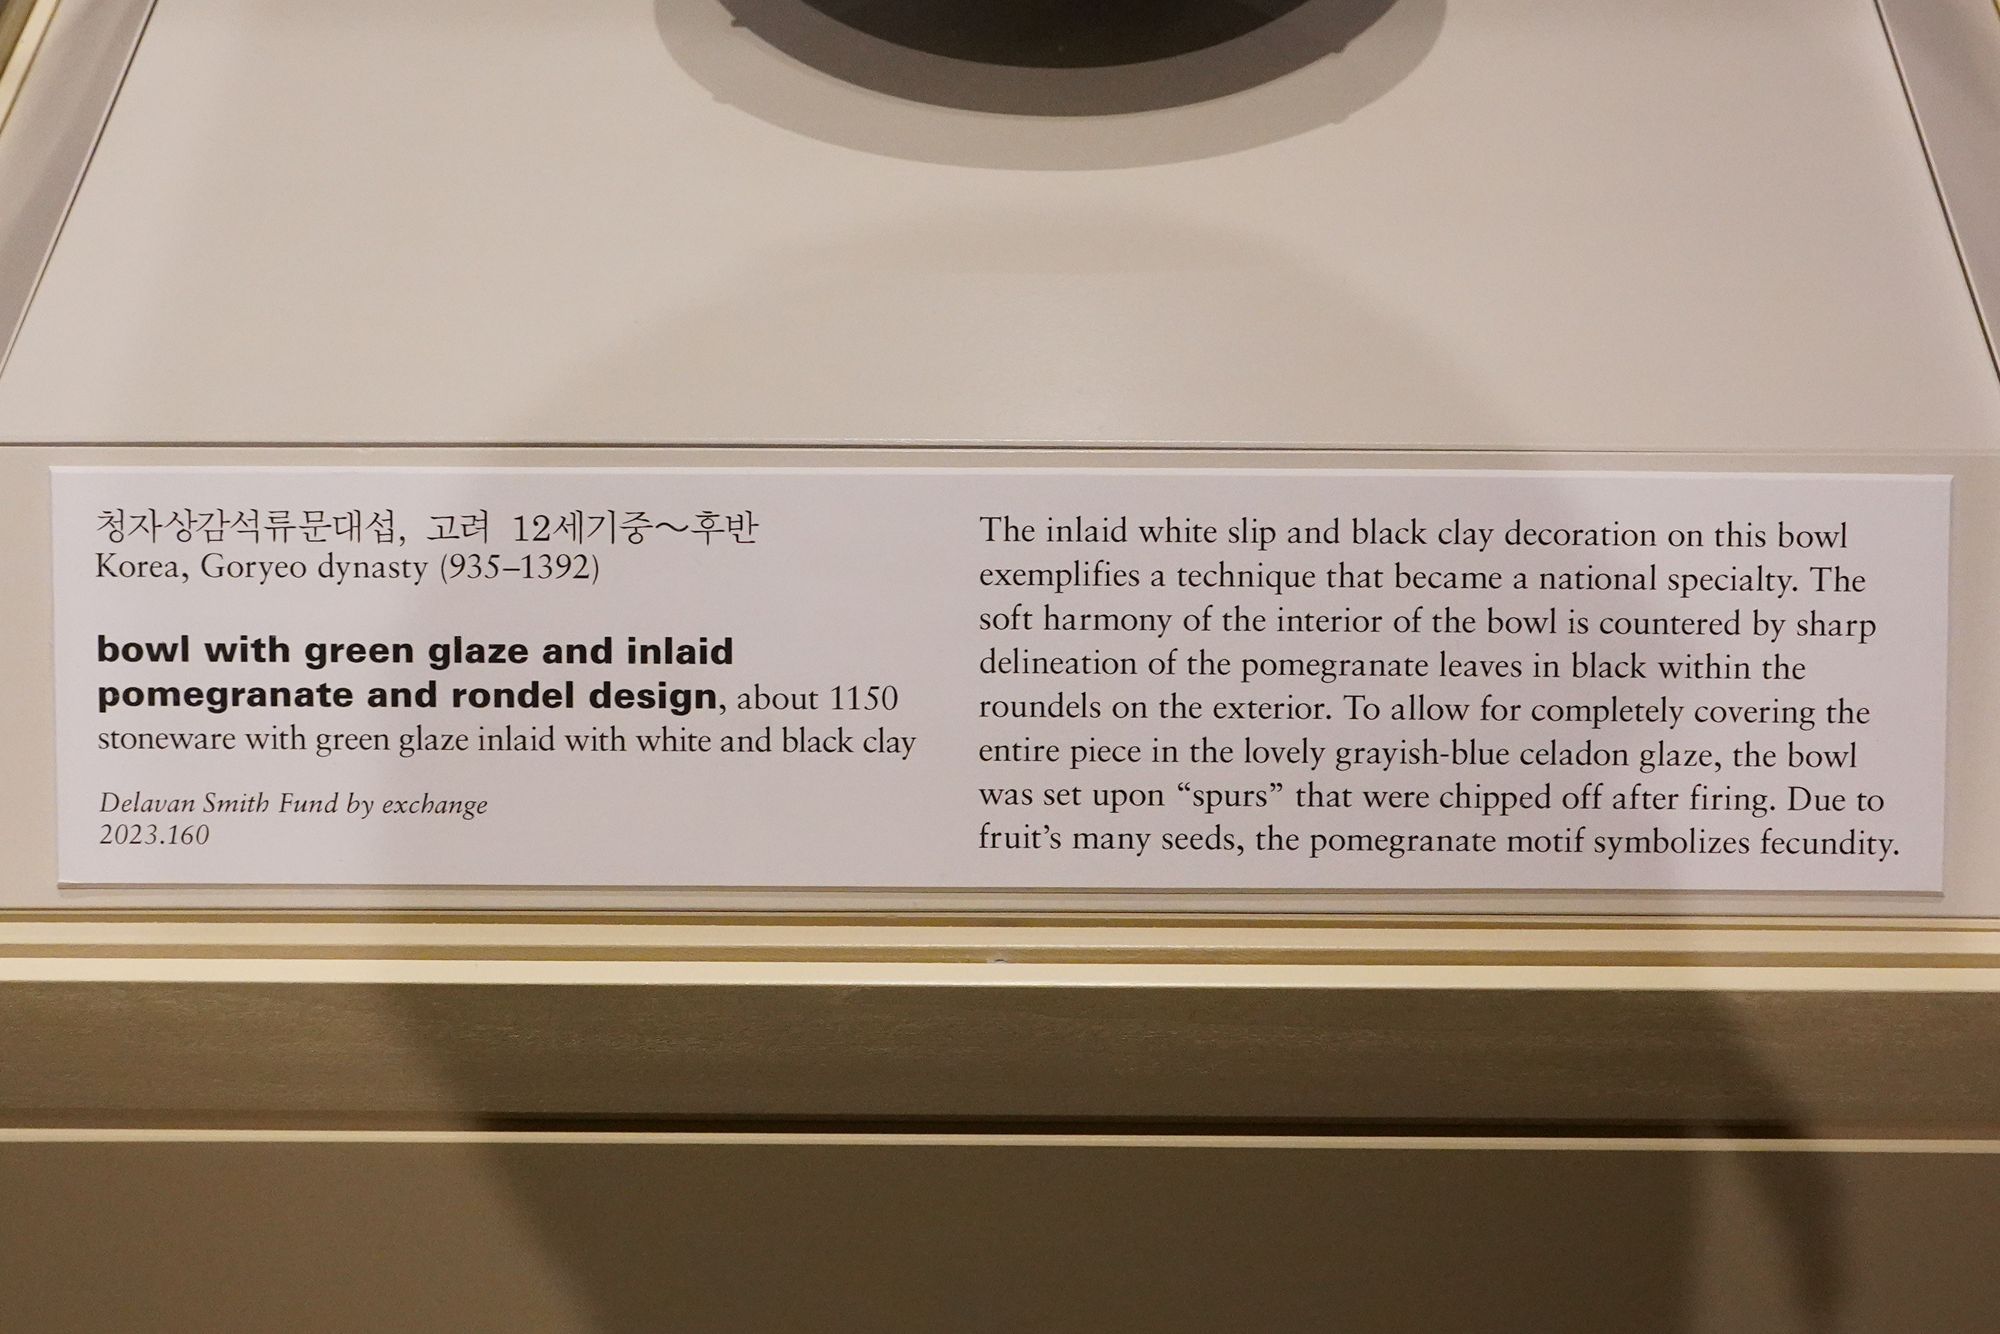 청자상감석류문대섭, 고려 12세기중～후반
Korea, Goryeo dynasty (935–1392)
bowl with green glaze and inlaid
pomegranate and rondel design, about 1150
stoneware with green glaze inlaid with white and black clay
Delavan Smith Fund by exchange
2023.160
The inlaid white slip and black clay decoration on this bowl
exemplifies a technique that became a national specialty. The
soft harmony of the interior of the bowl is countered by sharp
delineation of the pomegranate leaves in black within the
roundels on the exterior. To allow for completely covering the
entire piece in the lovely grayish-blue celadon glaze, the bowl
was set upon “spurs” that were chipped off after firing. Due to
fruit’s many seeds, the pomegranate motif symbolizes fecundity.